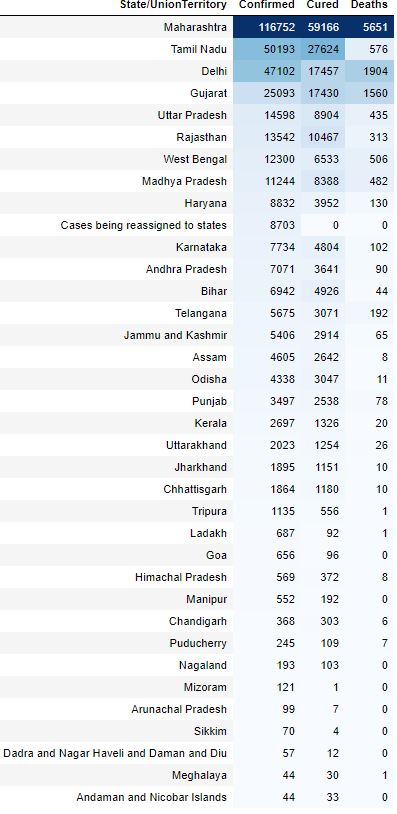 State/UnionTerritory Confirmed Cured Deaths
Maharashtra 116752 59166 5651
Tamil Nadu 50193 27624 576
Delhi 47102 17457 1904
Gujarat 25093 17430 1560
Uttar Pradesh 14598 8904 435
Rajasthan 13542 10467 313
West Bengal 12300 6533 506
Madhya Pradesh 11244 8388 482
Haryana 8832 3952 130
Cases being reassigned to states 8703 0 0
Karnataka 7734 4804 102
Andhra Pradesh 7071 3641 90
Bihar 6942 4926 44
Telangana 5675 3071 192
Jammu and Kashmir 5406 2914 65
Assam 4605 2642 8
Odisha 4338 3047 11
Punjab 3497 2538 78
Kerala 2697 1326 20
Uttarakhand 2023 1254 26
Jharkhand 1895 1151 10
Chhattisgarh 1864 1180 10
Tripura 1135 556 1
Ladakh 687 92 1
Goa 656 96 0
Himachal Pradesh 569 372 8
Manipur 552 192 0
Chandigarh 368 303 6
Puducherry 245 109 7
Nagaland 193 103 0
Mizoram 121 1 0
Arunachal Pradesh 99 7 0
Sikkim 70 4 0
Dadra and Nagar Haveli and Daman and Diu 57 12 0
Meghalaya 44 30 1
Andaman and Nicobar Islands 44 33 0